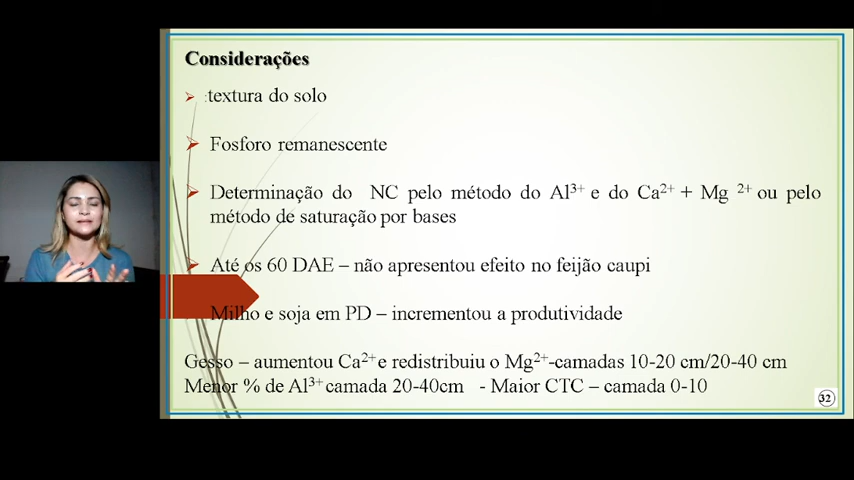 Considerações
:textura do solo
Fosforo remanescente
Determinação do NC pelo método do Al³⁺ e do Ca²⁺ + Mg ²⁺ ou pelo
método de saturação por bases
Até os 60 DAE – não apresentou efeito no feijão caupi
Milho e soja em PD – incrementou a produtividade
Gesso – aumentou Ca²⁺ e redistribuiu o Mg²⁺-camadas 10-20 cm/20-40 cm
Menor % de Al³⁺ camada 20-40cm - Maior CTC – camada 0-10
32